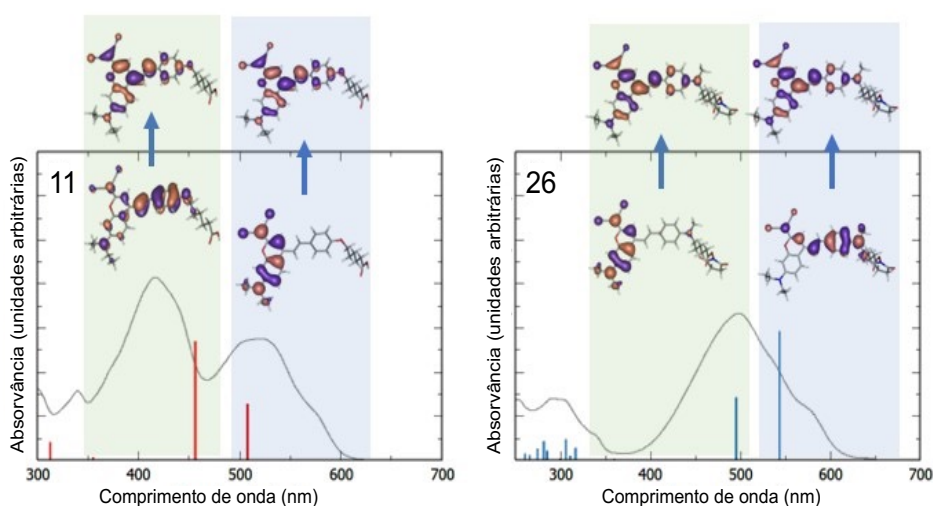 11
Absorvância (unidades arbitrárias)
300 400 500 600 700
Comprimento de onda (nm)
26
Absorvância (unidades arbitrárias)
300 400 500 600 700
Comprimento de onda (nm)